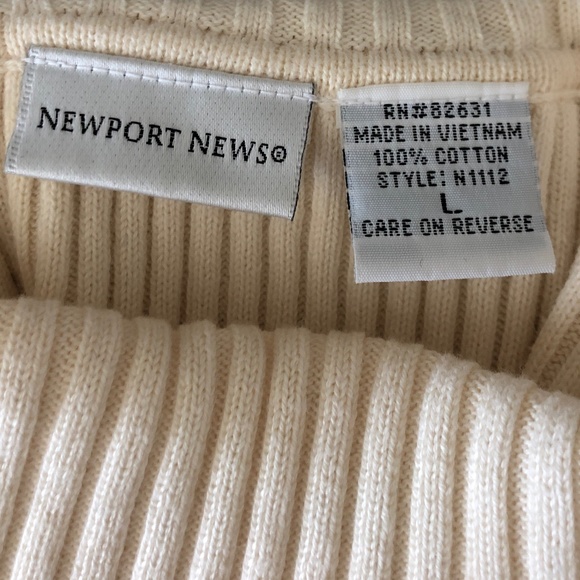 NEWPORT NEWS®
RN#82631
MADE IN VIETNAM
100% COTTON
STYLE: N1112
L
CARE ON REVERSE